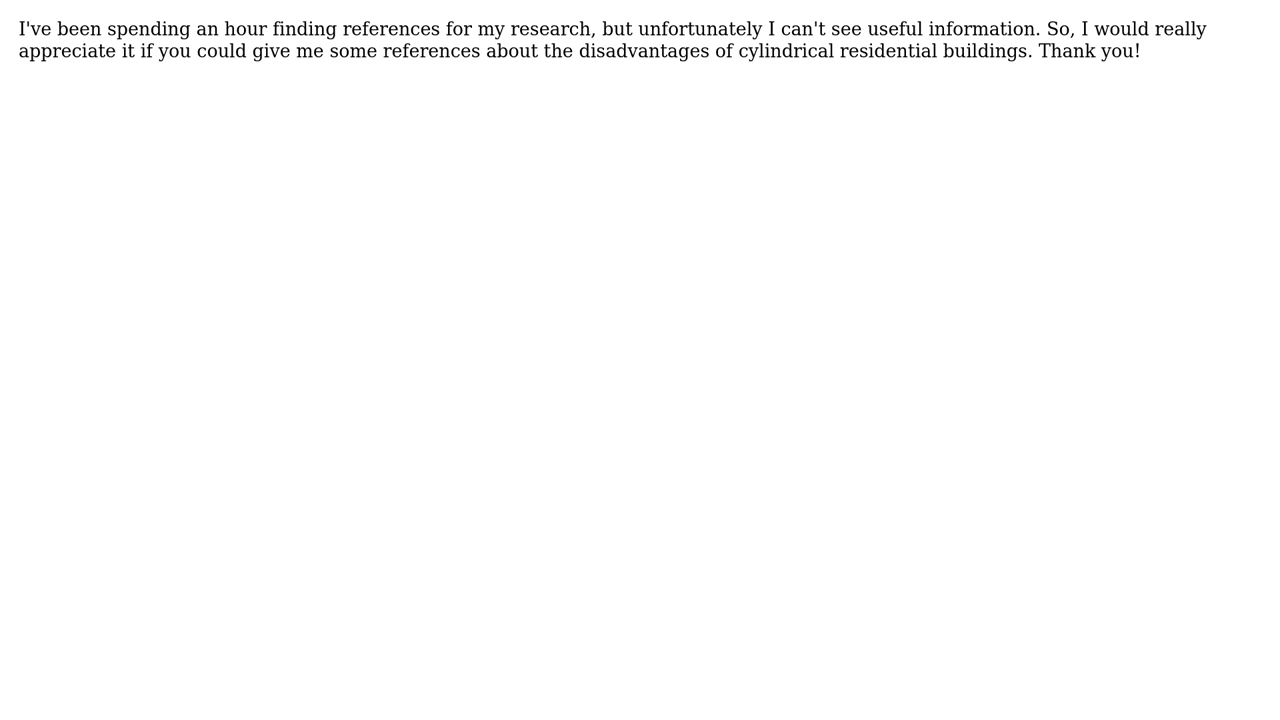 I've been spending an hour finding references for my research, but unfortunately I can't see useful information. So, I would really
appreciate it if you could give me some references about the disadvantages of cylindrical residential buildings. Thank you!